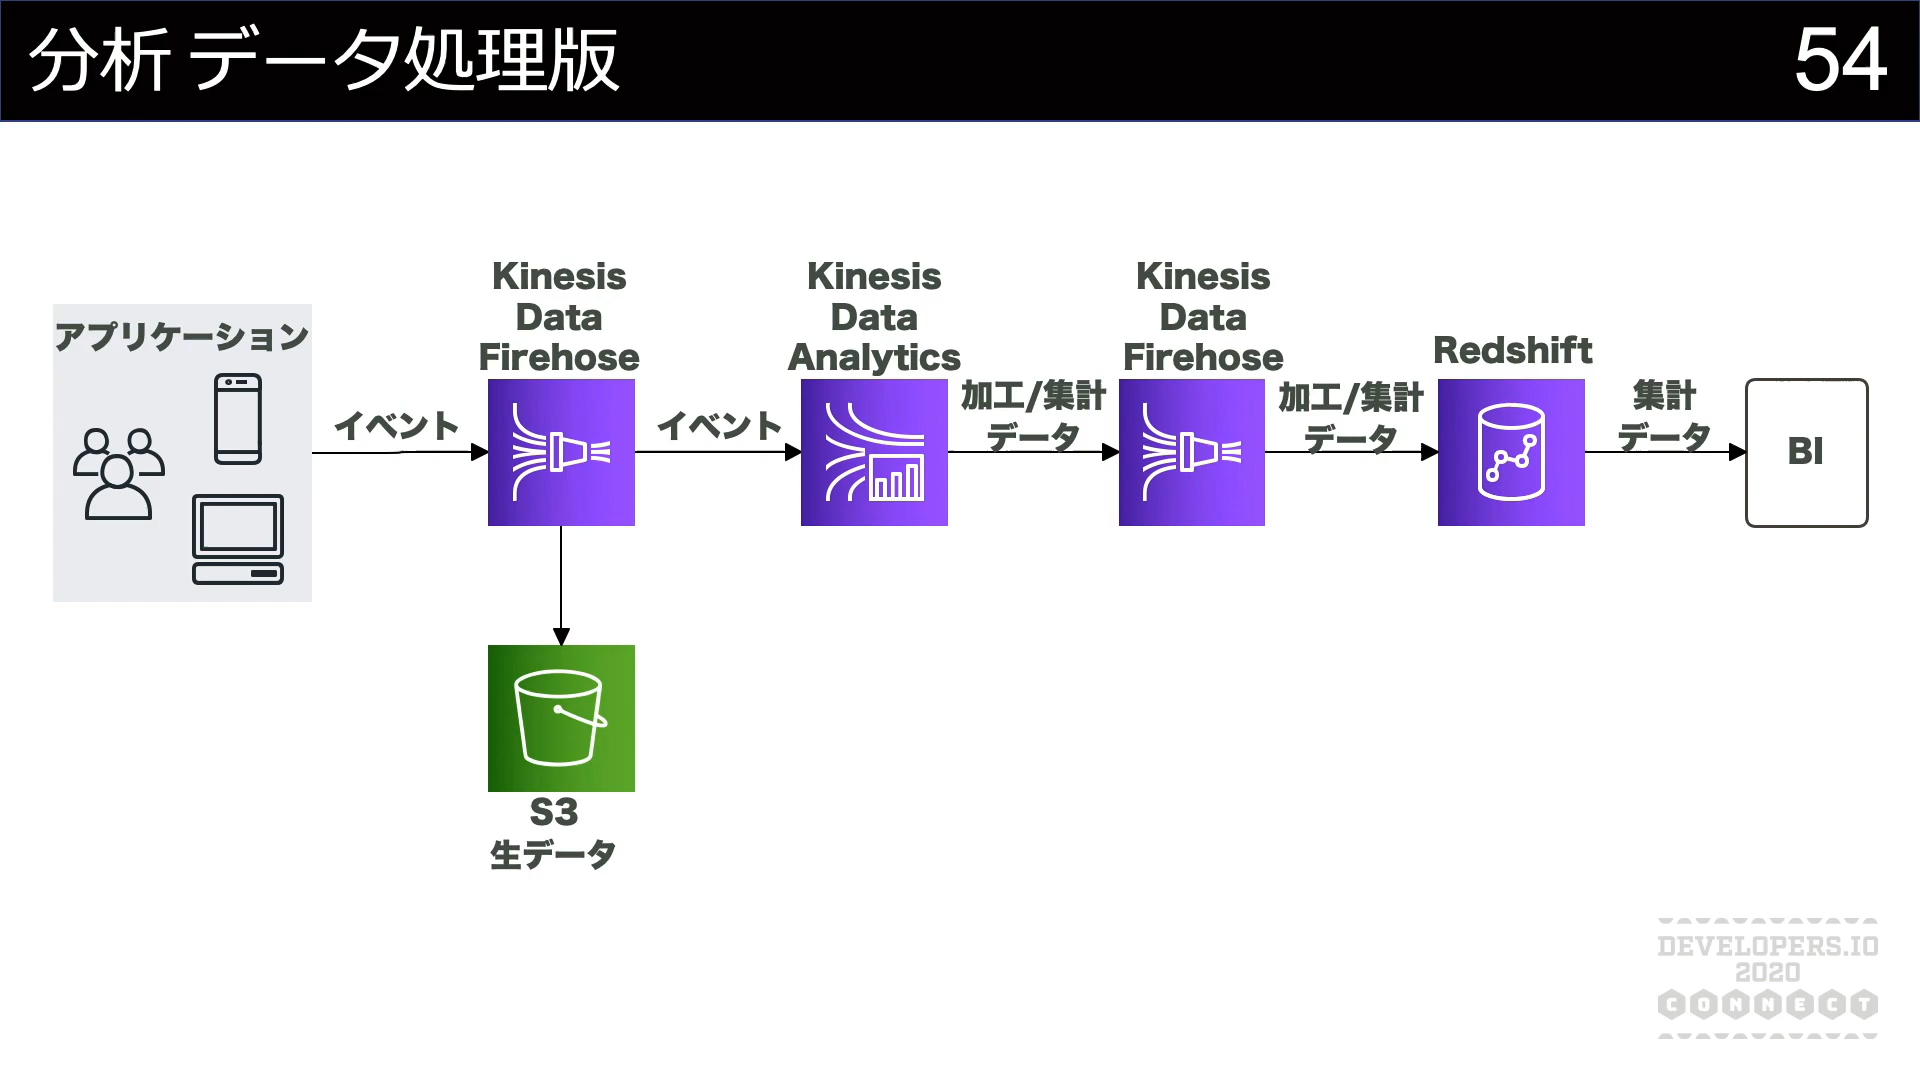 分析 データ処理版
54
アプリケーション
イベント
Kinesis
Data
Firehose
イベント
Kinesis
Data
Analytics
加工/集計
データ
Kinesis
Data
Firehose
加工/集計
データ
Redshift
集計
データ
BI
S3
生データ
DEVELOPERS.IO
2020
CONNECT